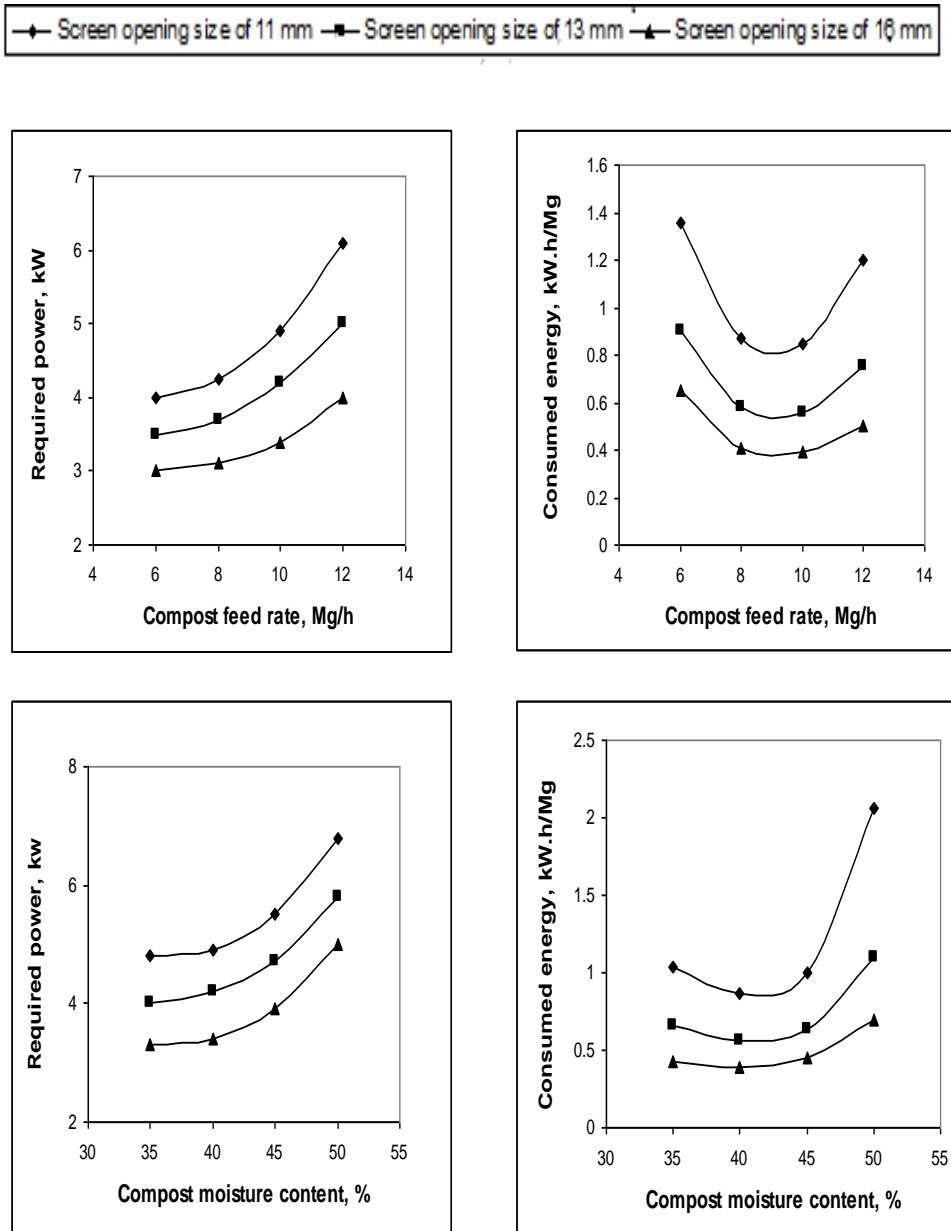 Screen opening size of 11 mm Screen opening size of 13 mm Screen opening size of 16 mm
Required power, kW
7
6
5
4
3
2
4 6 8 10 12 14
Compost feed rate, Mg/h
Consumed energy, kW.h/Mg
1.6
1.4
1.2
1
0.8
0.6
0.4
0.2
0
4 6 8 10 12 14
Compost feed rate, Mg/h
Required power, kw
8
6
4
2
30 35 40 45 50 55
Compost moisture content, %
Consumed energy, kW.h/Mg
2.5
2
1.5
1
0.5
0
30 35 40 45 50 55
Compost moisture content, %